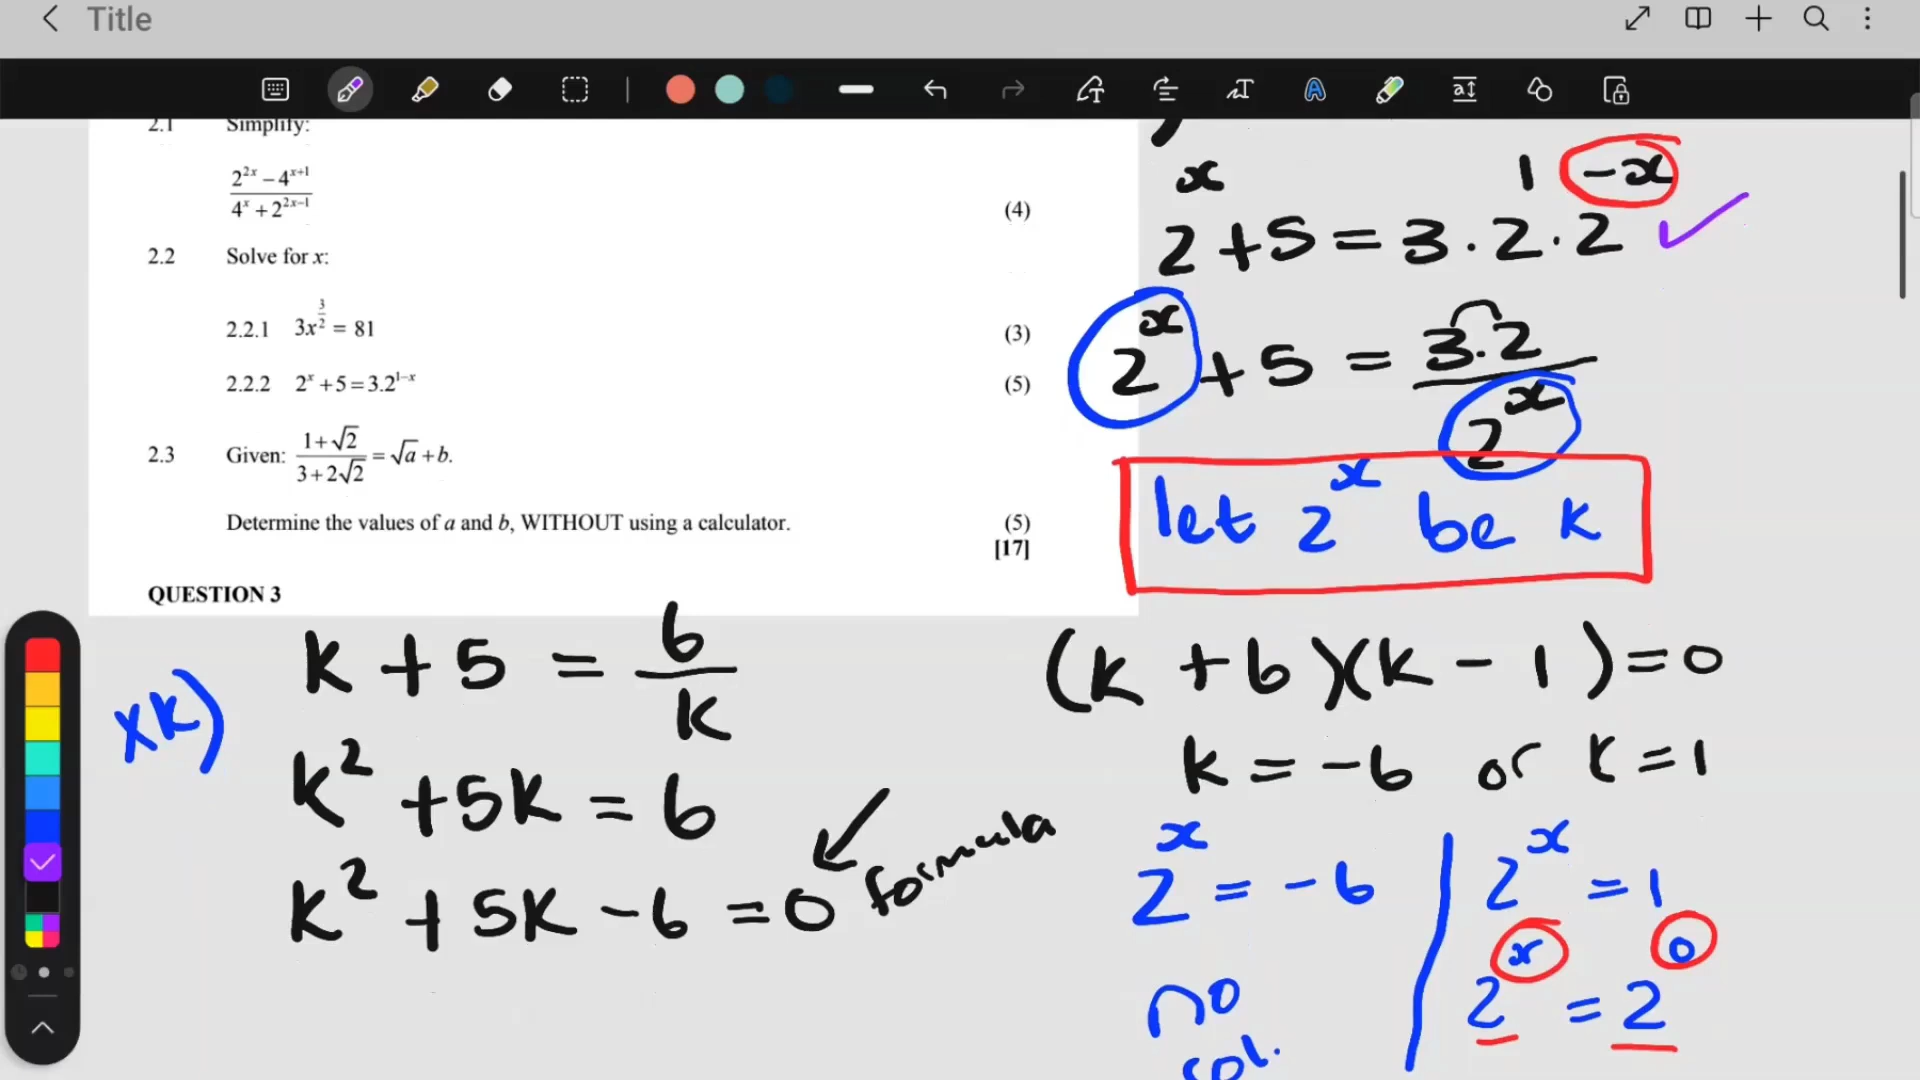 Title
2.1 Simplify:
2^{2x} − 4^{x+1}
4^x + 2^{2x−1}
(4)
2.2 Solve for x:
2.2.1 3x^{3/2} = 81 (3)
2.2.2 2^x + 5 = 3.2^{1−x} (5)
2.3 Given: (1+√2)/(3+2√2) = √a + b.
Determine the values of a and b, WITHOUT using a calculator. (5)
[17]
QUESTION 3
2^x + 5 = 3 · 2^1 · 2^{−x}
2^x + 5 = (3·2)/2^x
let 2^x be k
xk) k + 5 = 6/k
k² + 5k = 6
k² + 5k − 6 = 0
formula
(k + 6)(k − 1) = 0
k = −6 or k = 1
2^x = −6
no
sol.
2^x = 1
2^x = 2^0